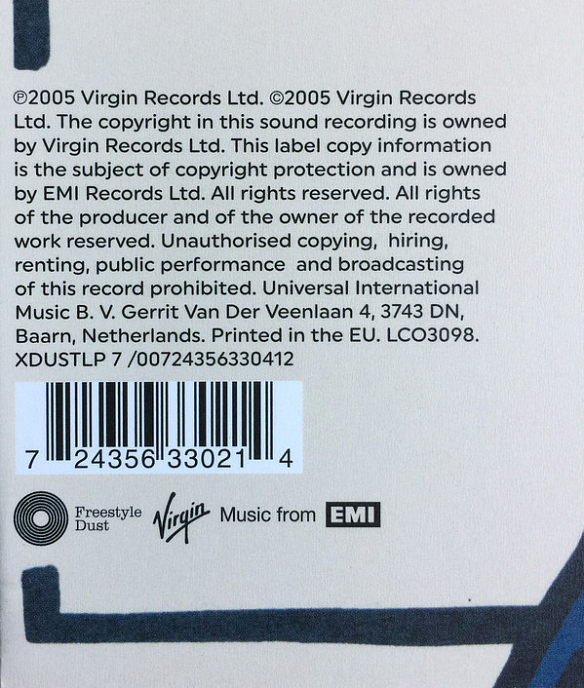 ℗2005 Virgin Records Ltd. ©2005 Virgin Records
Ltd. The copyright in this sound recording is owned
by Virgin Records Ltd. This label copy information
is the subject of copyright protection and is owned
by EMI Records Ltd. All rights reserved. All rights
of the producer and of the owner of the recorded
work reserved. Unauthorised copying, hiring,
renting, public performance and broadcasting
of this record prohibited. Universal International
Music B. V. Gerrit Van Der Veenlaan 4, 3743 DN,
Baarn, Netherlands. Printed in the EU. LCO3098.
XDUSTLP 7 /00724356330412
7 24356 33021 4
Freestyle
Dust
Virgin Music from EMI